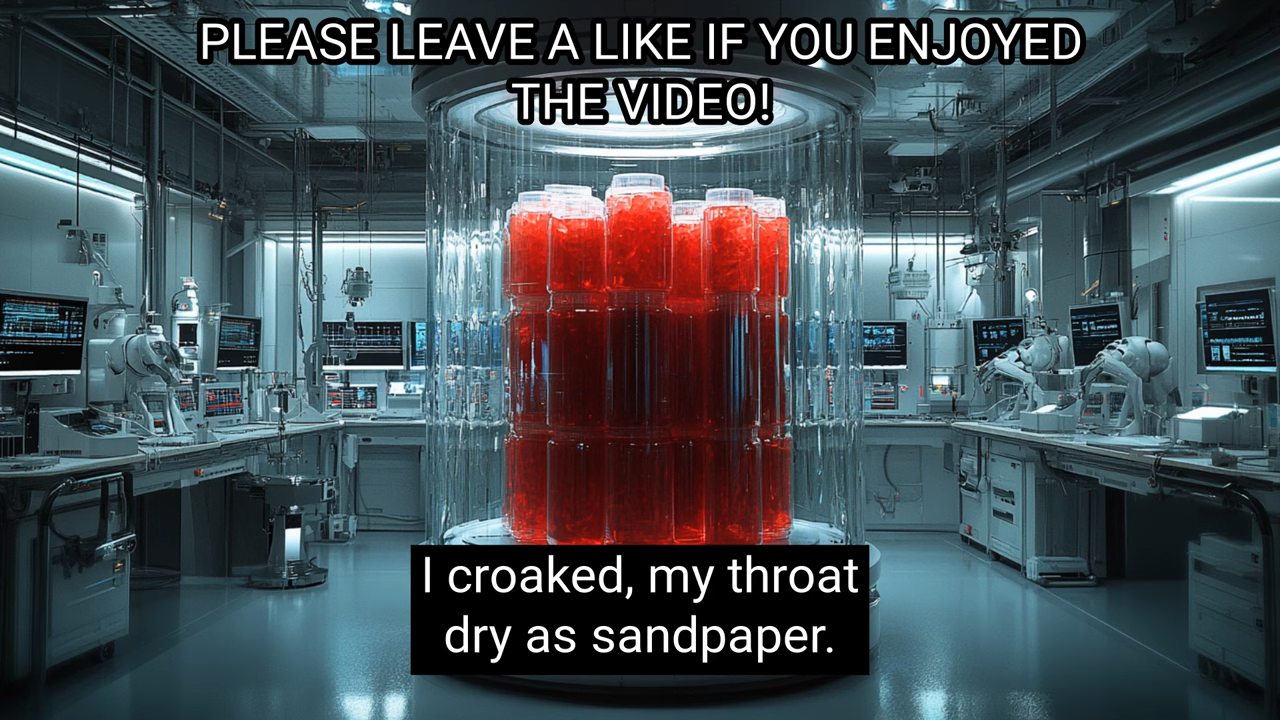 PLEASE LEAVE A LIKE IF YOU ENJOYED
THE VIDEO!
I croaked, my throat
dry as sandpaper.